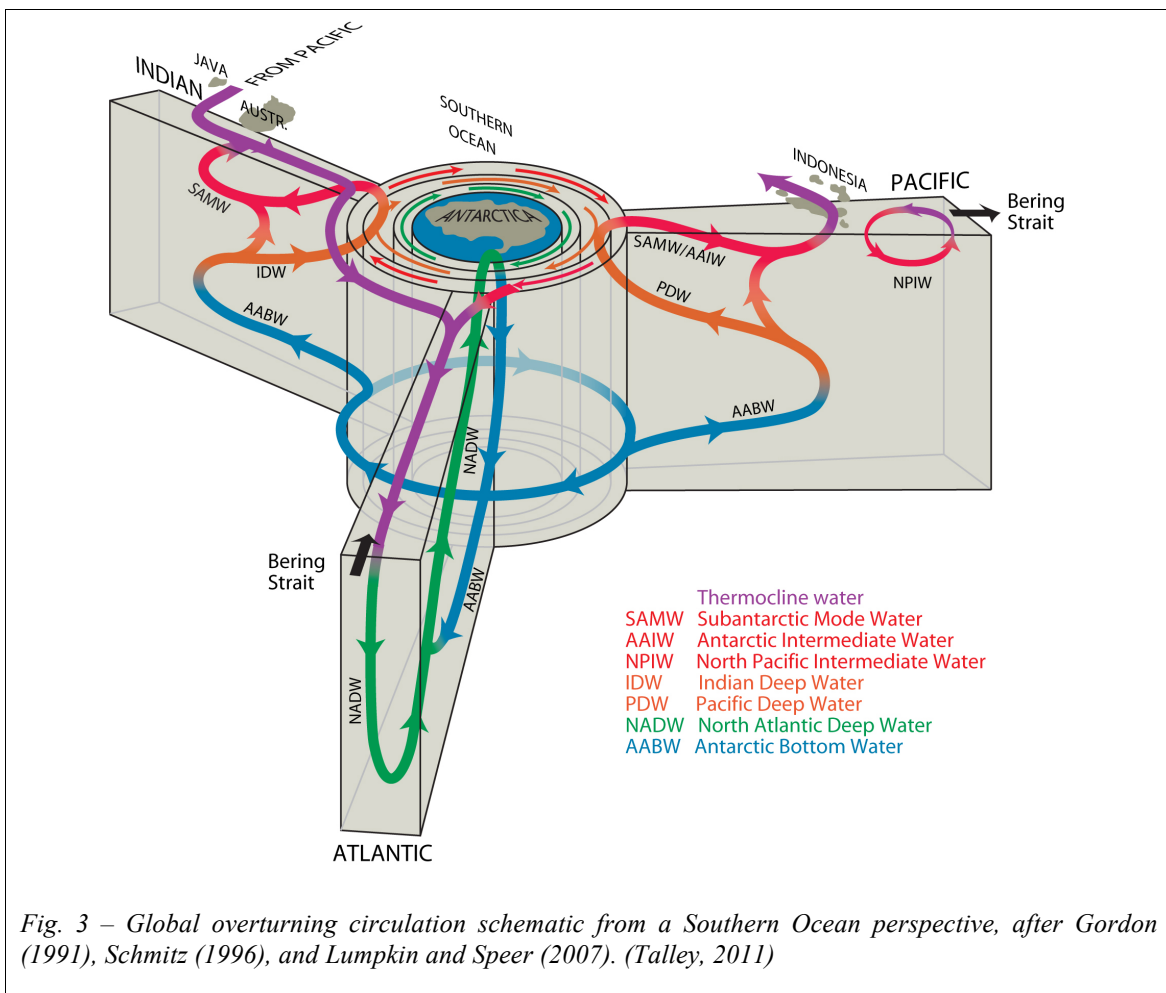 JAVA
FROM PACIFIC
INDIAN
AUSTR.
SOUTHERN
OCEAN
ANTARCTICA
INDONESIA
PACIFIC
Bering
Strait
SAMW
SAMW/AAIW
NPIW
IDW
PDW
AABW
AABW
NADW
Bering
Strait
AABW
NADW
ATLANTIC
Thermocline water
SAMW Subantarctic Mode Water
AAIW Antarctic Intermediate Water
NPIW North Pacific Intermediate Water
IDW Indian Deep Water
PDW Pacific Deep Water
NADW North Atlantic Deep Water
AABW Antarctic Bottom Water
Fig. 3 – Global overturning circulation schematic from a Southern Ocean perspective, after Gordon
(1991), Schmitz (1996), and Lumpkin and Speer (2007). (Talley, 2011)